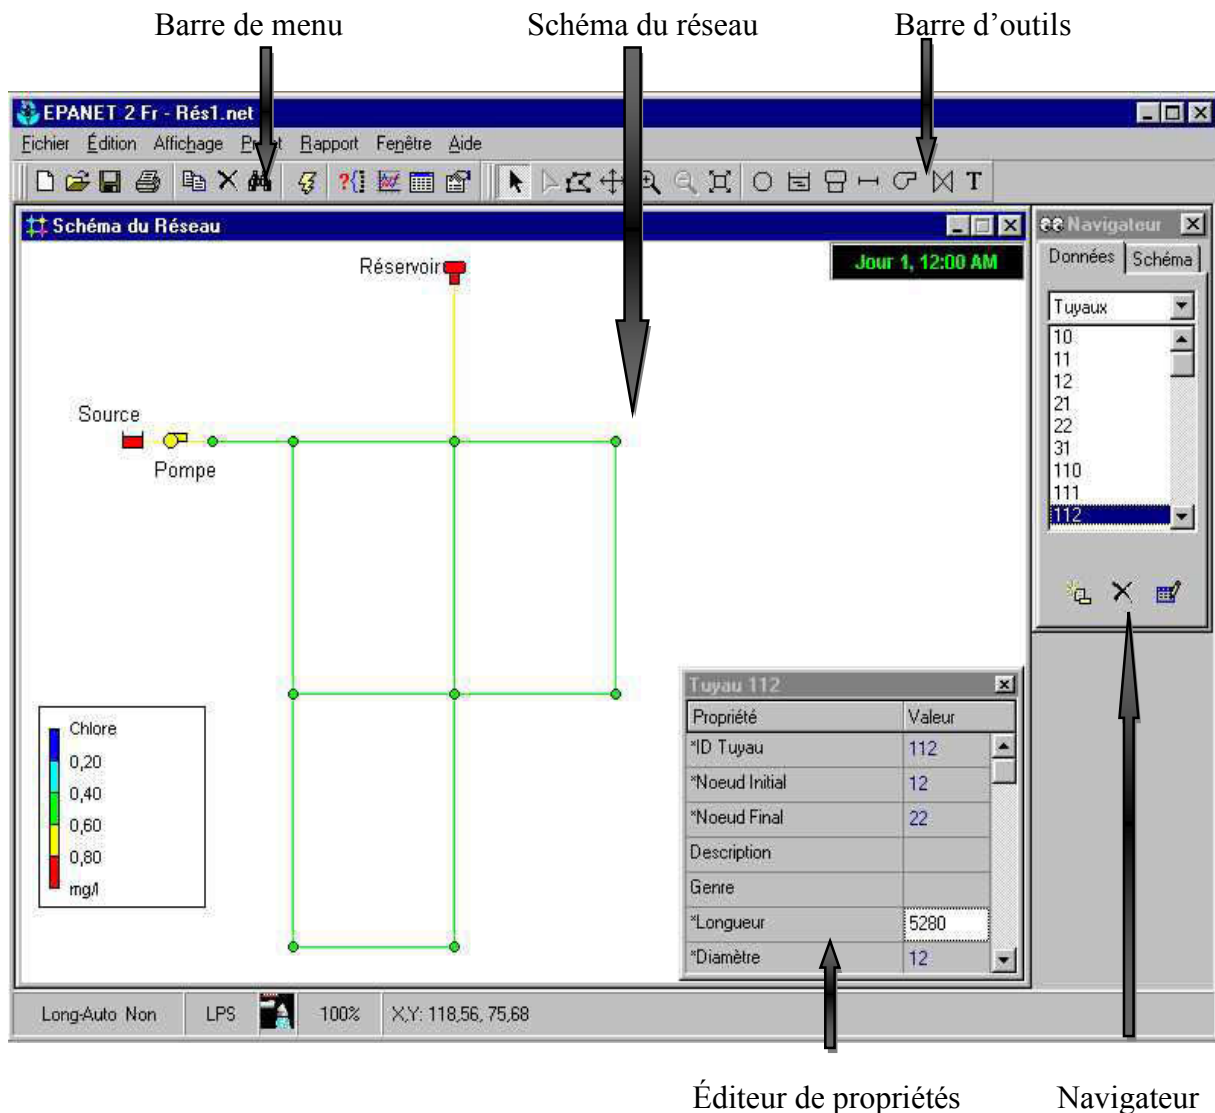 Barre de menu Schéma du réseau Barre d’outils
EPANET 2 Fr - Rés1.net
Fichier Édition Affichage Rapport Fenêtre Aide
T
Schéma du Réseau
Navigateur
Jour 1, 12:00 AM
Données Schéma
Réservoir
Tuyaux
10
11
12
21
22
31
110
111
112
Source
Pompe
Chlore
0,20
0,40
0,60
0,80
mg/l
Tuyau 112
Propriété Valeur
*ID Tuyau 112
*Noeud Initial 12
*Noeud Final 22
Description
Genre
*Longueur 5280
*Diamètre 12
Long-Auto Non LPS 100% X,Y: 118,56, 75,68
Éditeur de propriétés Navigateur